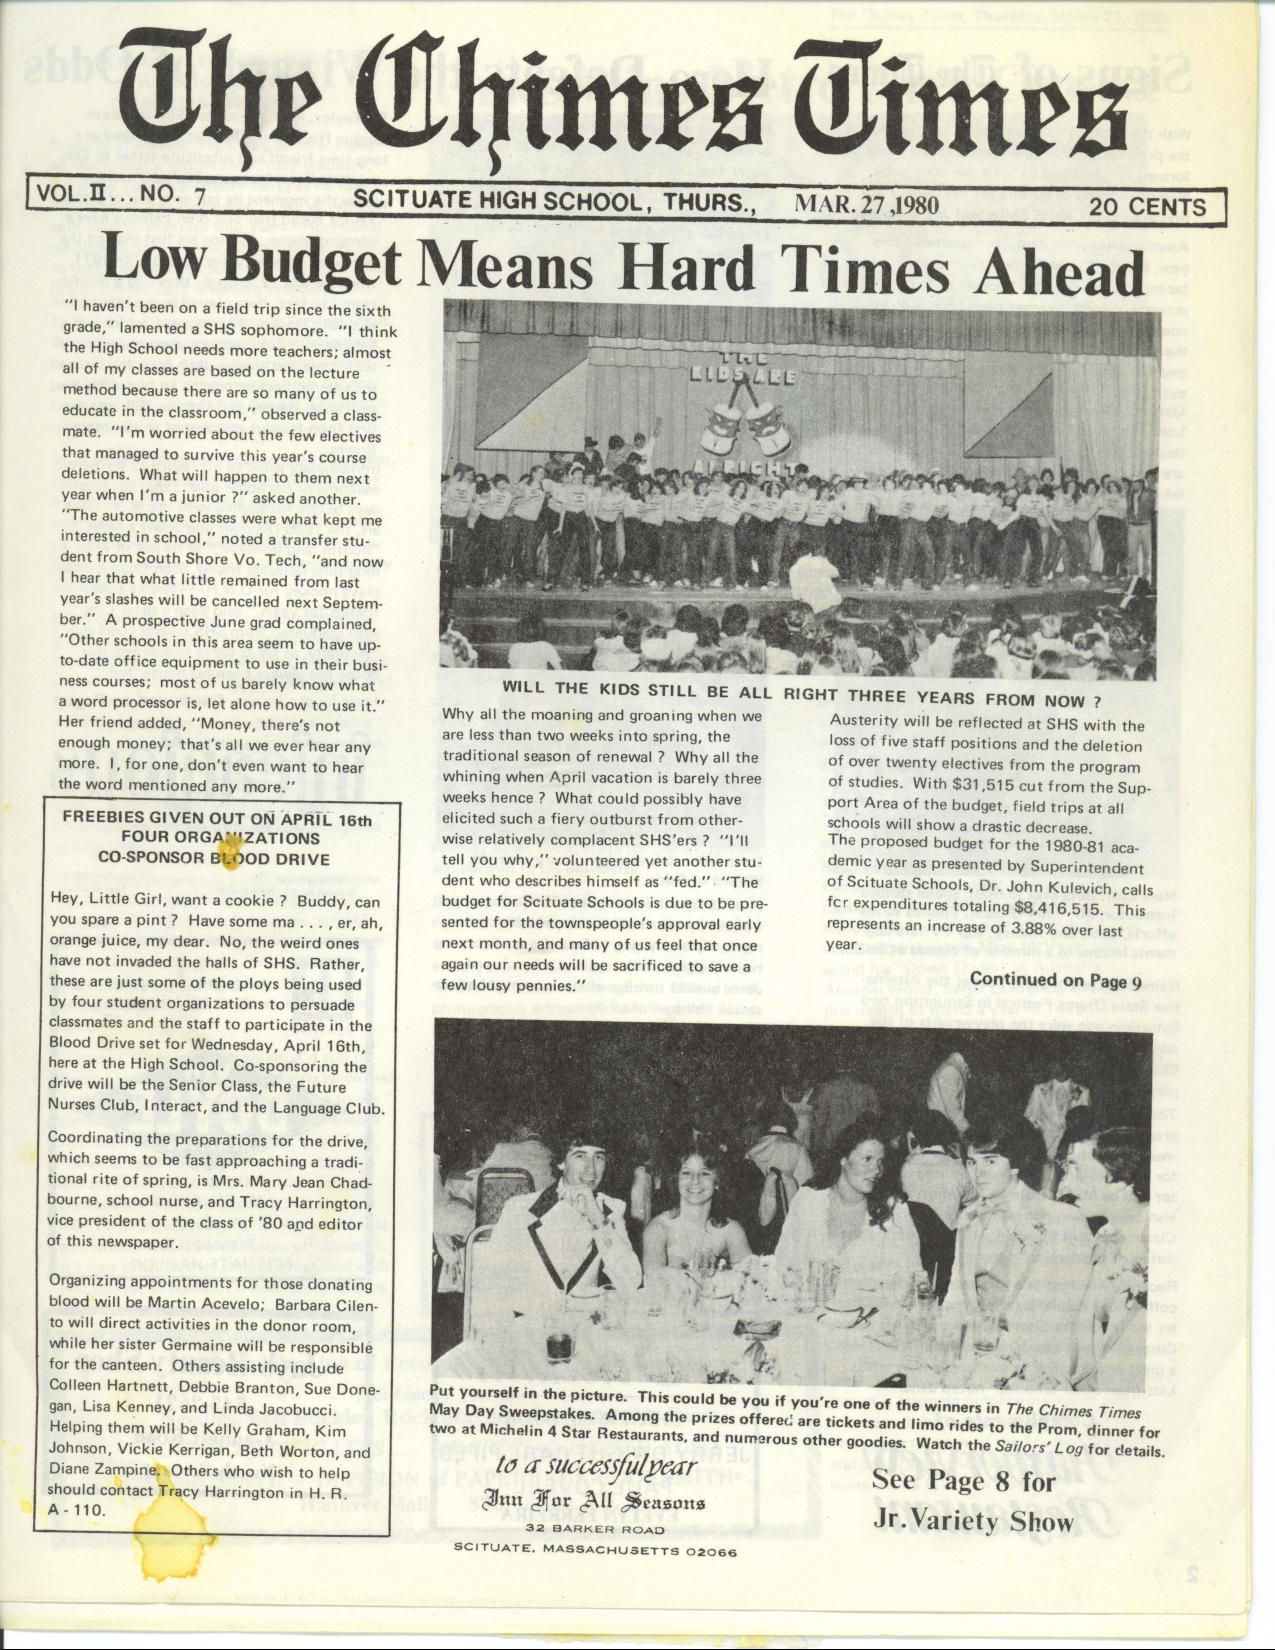 The Chimes Times
VOL.II...NO. 7 SCITUATE HIGH SCHOOL, THURS., MAR. 27,1980 20 CENTS
Low Budget Means Hard Times Ahead
"I haven't been on a field trip since the sixth
grade," lamented a SHS sophomore. "I think
the High School needs more teachers; almost
all of my classes are based on the lecture
method because there are so many of us to
educate in the classroom," observed a class-
mate. "I'm worried about the few electives
that managed to survive this year's course
deletions. What will happen to them next
year when I'm a junior ?" asked another.
"The automotive classes were what kept me
interested in school," noted a transfer stu-
dent from South Shore Vo. Tech, "and now
I hear that what little remained from last
year's slashes will be cancelled next Septem-
ber." A prospective June grad complained,
"Other schools in this area seem to have up-
to-date office equipment to use in their busi-
ness courses; most of us barely know what
a word processor is, let alone how to use it."
Her friend added, "Money, there's not
enough money; that's all we ever hear any
more. I, for one, don't even want to hear
the word mentioned any more."
THE
KIDS ARE
ALRIGHT
WILL THE KIDS STILL BE ALL RIGHT THREE YEARS FROM NOW ?
Why all the moaning and groaning when we
are less than two weeks into spring, the
traditional season of renewal ? Why all the
whining when April vacation is barely three
weeks hence ? What could possibly have
elicited such a fiery outburst from other-
wise relatively complacent SHS'ers ? "I'll
tell you why," volunteered yet another stu-
dent who describes himself as "fed." "The
budget for Scituate Schools is due to be pre-
sented for the townspeople's approval early
next month, and many of us feel that once
again our needs will be sacrificed to save a
few lousy pennies."
Austerity will be reflected at SHS with the
loss of five staff positions and the deletion
of over twenty electives from the program
of studies. With $31,515 cut from the Sup-
port Area of the budget, field trips at all
schools will show a drastic decrease.
The proposed budget for the 1980-81 aca-
demic year as presented by Superintendent
of Scituate Schools, Dr. John Kulevich, calls
for expenditures totaling $8,416,515. This
represents an increase of 3.88% over last
year.
Continued on Page 9
FREEBIES GIVEN OUT ON APRIL 16th
FOUR ORGANIZATIONS
CO-SPONSOR BLOOD DRIVE
Hey, Little Girl, want a cookie ? Buddy, can
you spare a pint ? Have some ma . . . , er, ah,
orange juice, my dear. No, the weird ones
have not invaded the halls of SHS. Rather,
these are just some of the ploys being used
by four student organizations to persuade
classmates and the staff to participate in the
Blood Drive set for Wednesday, April 16th,
here at the High School. Co-sponsoring the
drive will be the Senior Class, the Future
Nurses Club, Interact, and the Language Club.
Coordinating the preparations for the drive,
which seems to be fast approaching a tradi-
tional rite of spring, is Mrs. Mary Jean Chad-
bourne, school nurse, and Tracy Harrington,
vice president of the class of '80 and editor
of this newspaper.
Organizing appointments for those donating
blood will be Martin Acevelo; Barbara Cilen-
to will direct activities in the donor room,
while her sister Germaine will be responsible
for the canteen. Others assisting include
Colleen Hartnett, Debbie Branton, Sue Done-
gan, Lisa Kenney, and Linda Jacobucci.
Helping them will be Kelly Graham, Kim
Johnson, Vickie Kerrigan, Beth Worton, and
Diane Zampine. Others who wish to help
should contact Tracy Harrington in H. R.
A - 110.
Put yourself in the picture. This could be you if you're one of the winners in The Chimes Times
May Day Sweepstakes. Among the prizes offered are tickets and limo rides to the Prom, dinner for
two at Michelin 4 Star Restaurants, and numerous other goodies. Watch the Sailors' Log for details.
to a successful year
Inn For All Seasons
32 BARKER ROAD
SCITUATE, MASSACHUSETTS 02066
See Page 8 for
Jr. Variety Show